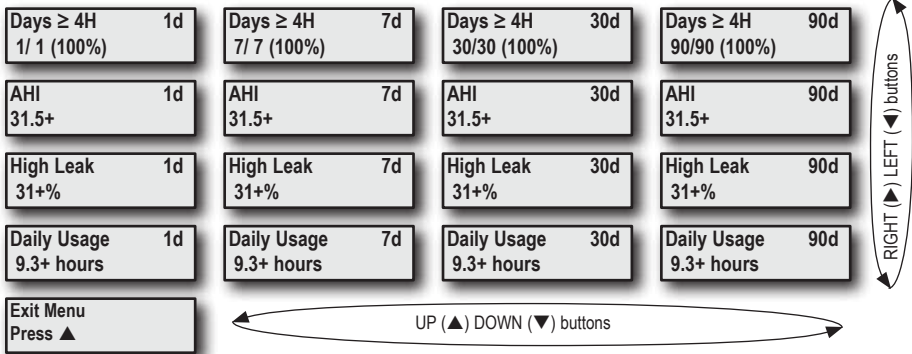 Days ≥ 4H 1d
1/ 1 (100%)
Days ≥ 4H 7d
7/ 7 (100%)
Days ≥ 4H 30d
30/30 (100%)
Days ≥ 4H 90d
90/90 (100%)
AHI 1d
31.5+
AHI 7d
31.5+
AHI 30d
31.5+
AHI 90d
31.5+
High Leak 1d
31+%
High Leak 7d
31+%
High Leak 30d
31+%
High Leak 90d
31+%
Daily Usage 1d
9.3+ hours
Daily Usage 7d
9.3+ hours
Daily Usage 30d
9.3+ hours
Daily Usage 90d
9.3+ hours
Exit Menu
Press ▲
UP (▲) DOWN (▼) buttons
RIGHT (▶) LEFT (◀) buttons